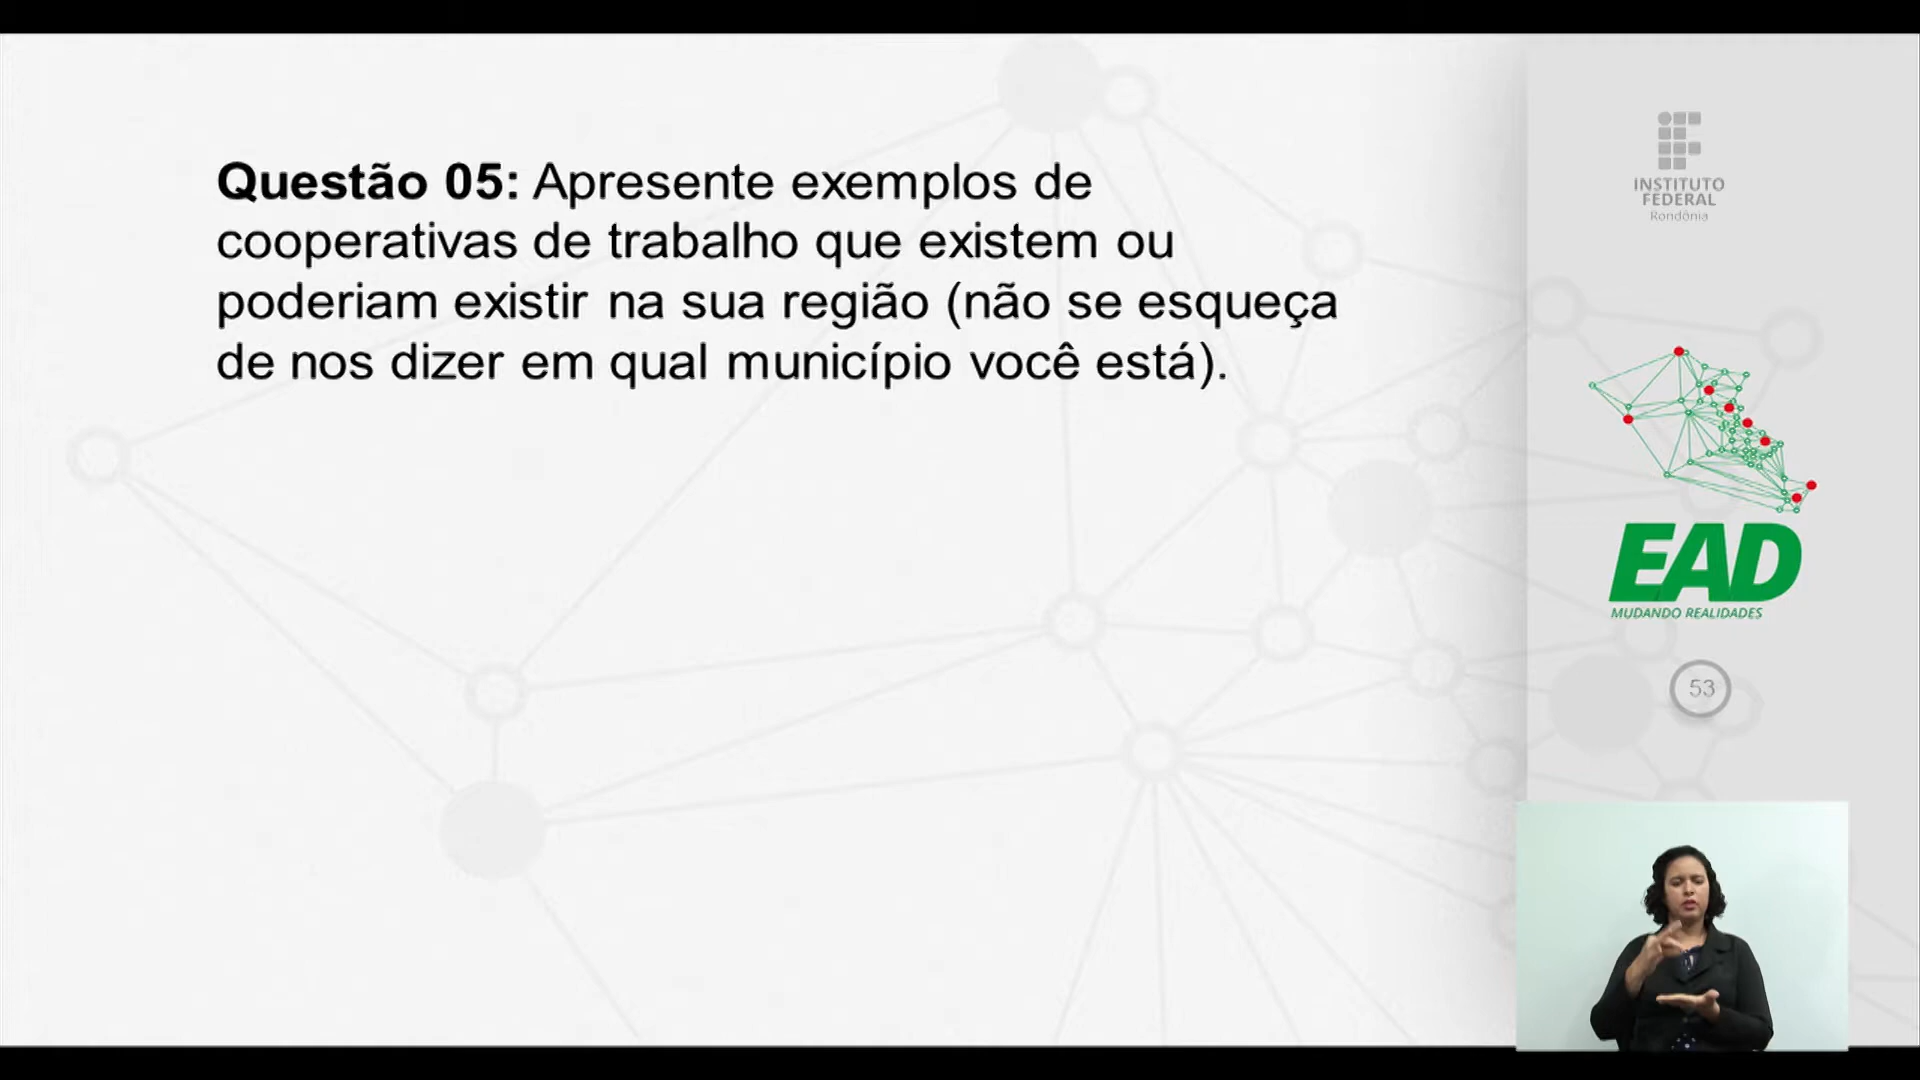 Questão 05: Apresente exemplos de
cooperativas de trabalho que existem ou
poderiam existir na sua região (não se esqueça
de nos dizer em qual município você está).
INSTITUTO
FEDERAL
Rondônia
EAD
MUDANDO REALIDADES
53